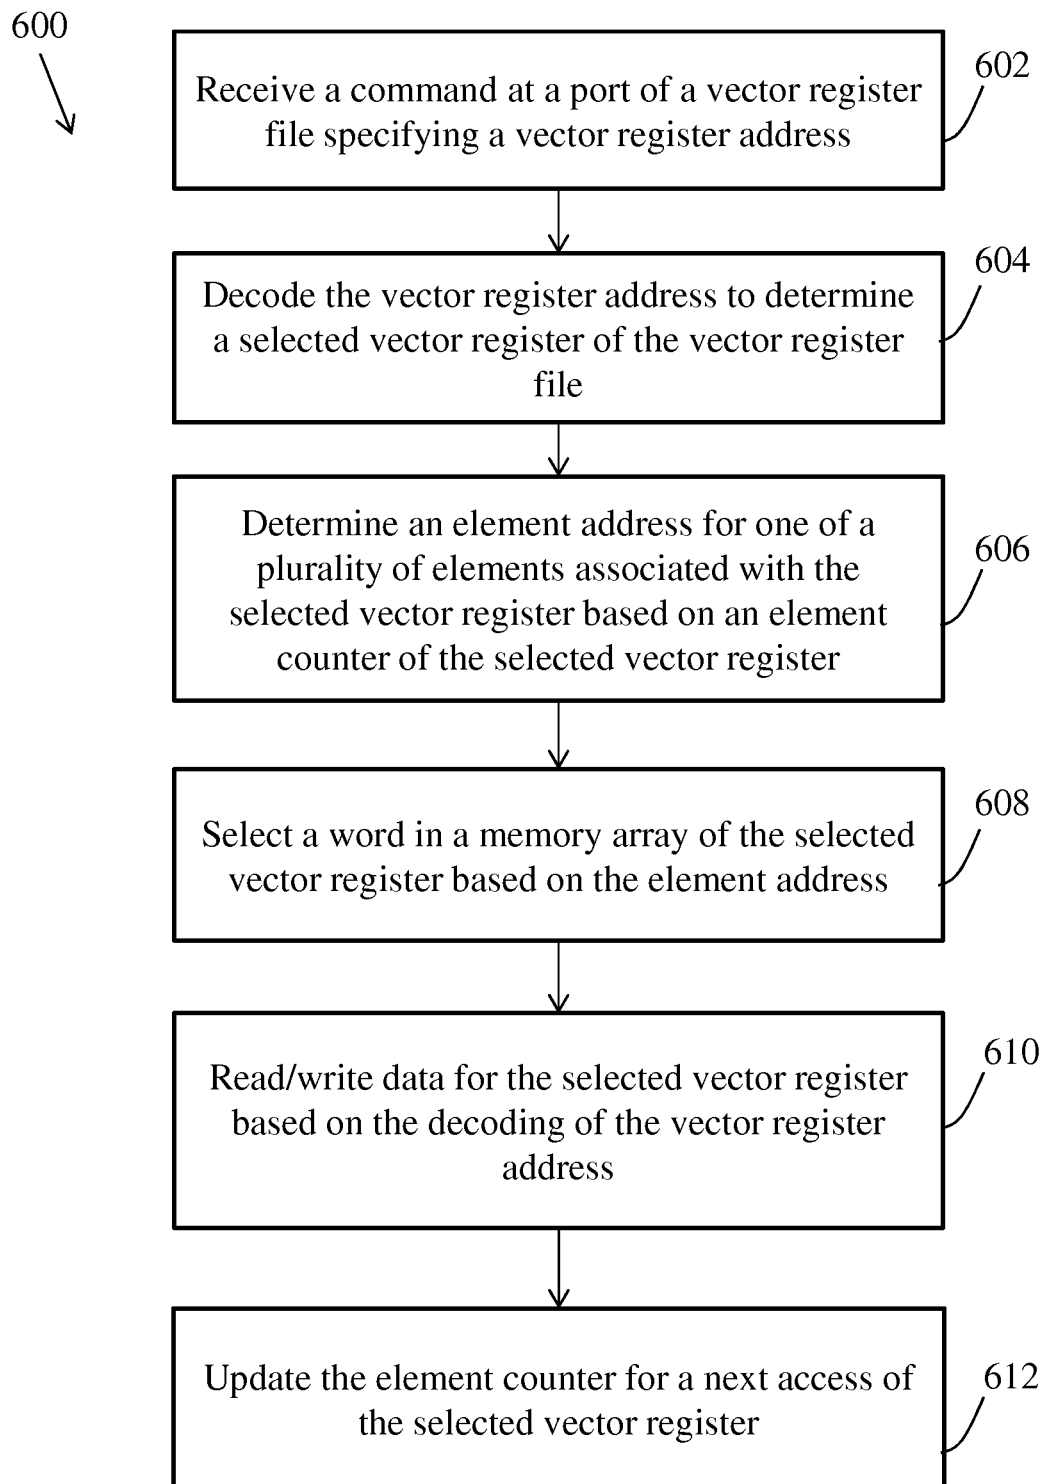 600
602
Receive a command at a port of a vector register
file specifying a vector register address
604
Decode the vector register address to determine
a selected vector register of the vector register
file
Determine an element address for one of a
plurality of elements associated with the
selected vector register based on an element
counter of the selected vector register
606
608
Select a word in a memory array of the selected
vector register based on the element address
610
Read/write data for the selected vector register
based on the decoding of the vector register
address
612
Update the element counter for a next access of
the selected vector register